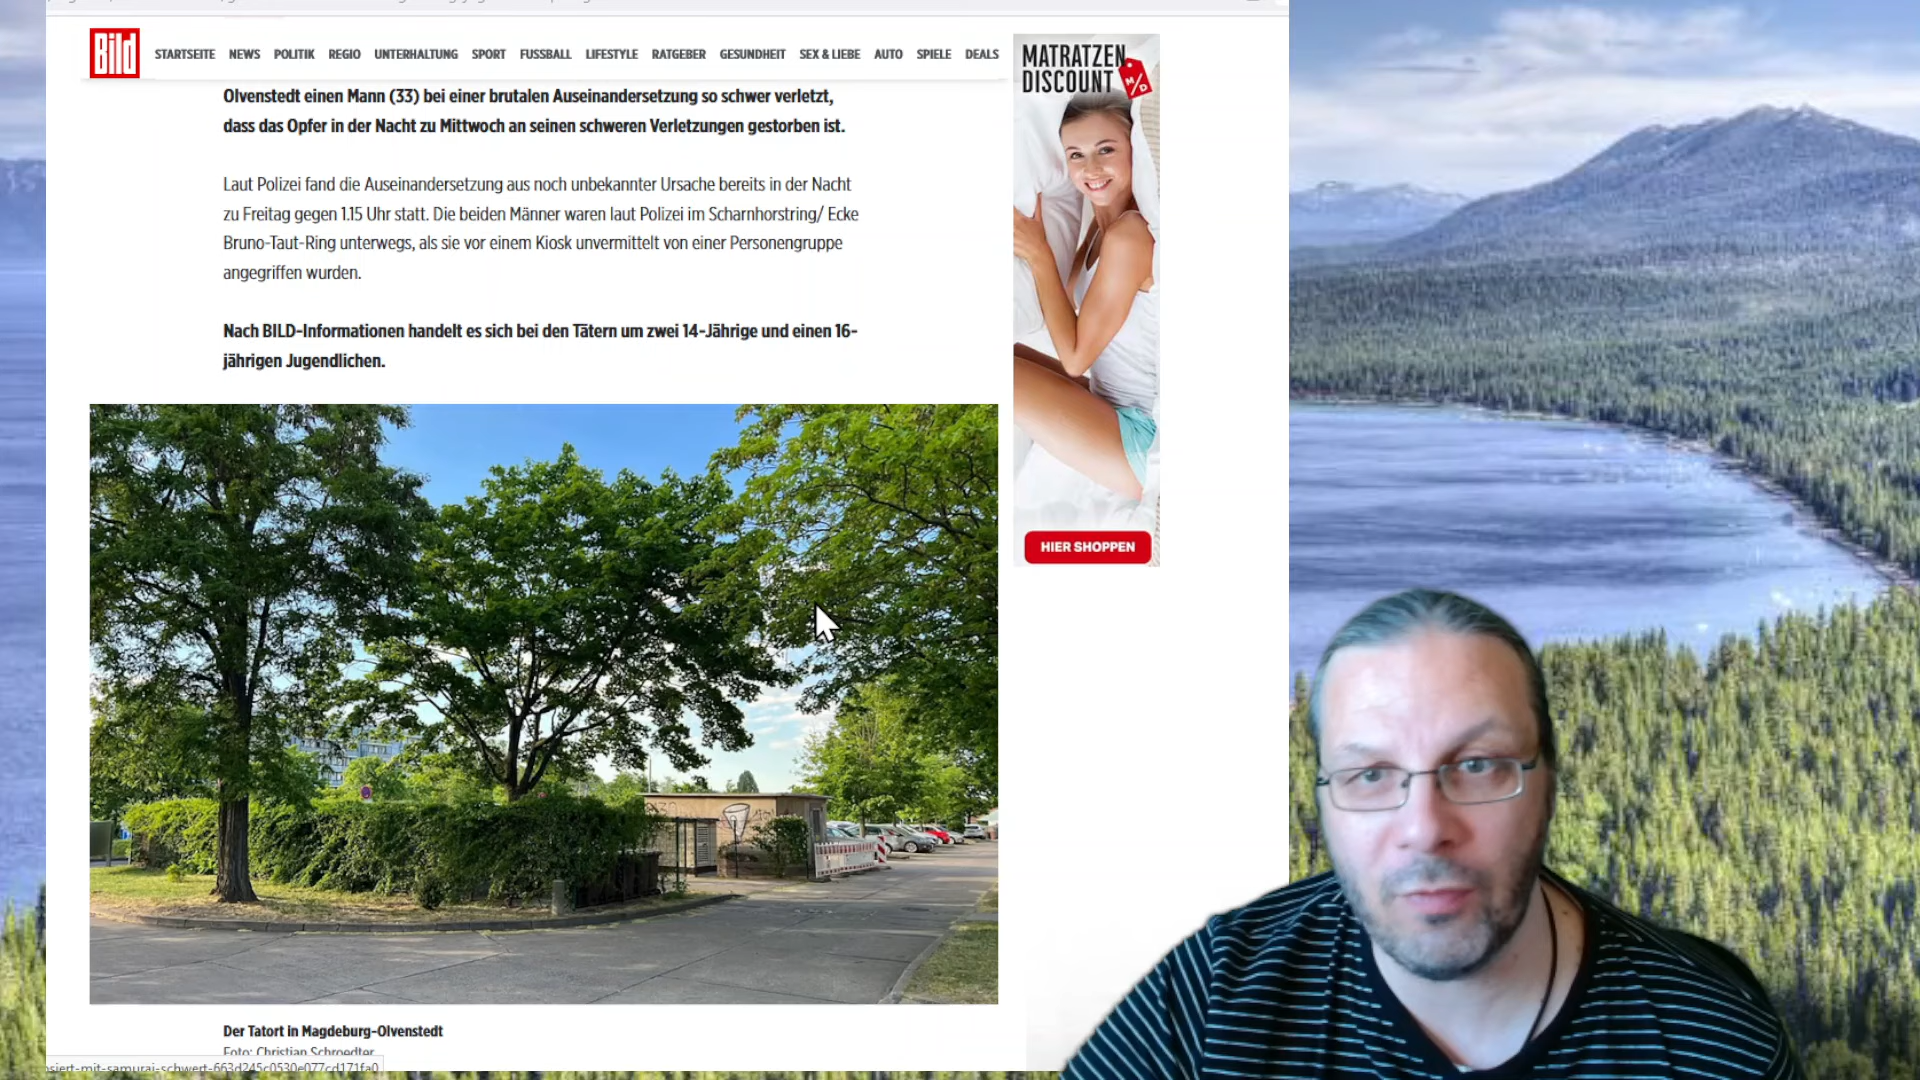 Bild
STARTSEITE NEWS POLITIK REGIO UNTERHALTUNG SPORT FUSSBALL LIFESTYLE RATGEBER GESUNDHEIT SEX & LIEBE AUTO SPIELE DEALS
Olvenstedt einen Mann (33) bei einer brutalen Auseinandersetzung so schwer verletzt,
dass das Opfer in der Nacht zu Mittwoch an seinen schweren Verletzungen gestorben ist.
Laut Polizei fand die Auseinandersetzung aus noch unbekannter Ursache bereits in der Nacht
zu Freitag gegen 1.15 Uhr statt. Die beiden Männer waren laut Polizei im Scharnhorstring/ Ecke
Bruno-Taut-Ring unterwegs, als sie vor einem Kiosk unvermittelt von einer Personengruppe
angegriffen wurden.
Nach BILD-Informationen handelt es sich bei den Tätern um zwei 14-Jährige und einen 16-
jährigen Jugendlichen.
Der Tatort in Magdeburg-Olvenstedt
Foto: Christian Schroedter
siert-mit-samurai-schwert-663d245c0530e077cd171fa0
MATRATZEN
DISCOUNT
M/D
HIER SHOPPEN